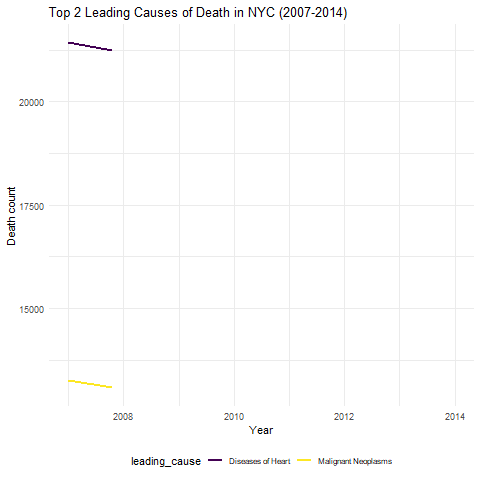 Top 2 Leading Causes of Death in NYC (2007-2014)
Death count
20000
17500
15000
2008 2010 2012 2014
Year
leading_cause Diseases of Heart Malignant Neoplasms